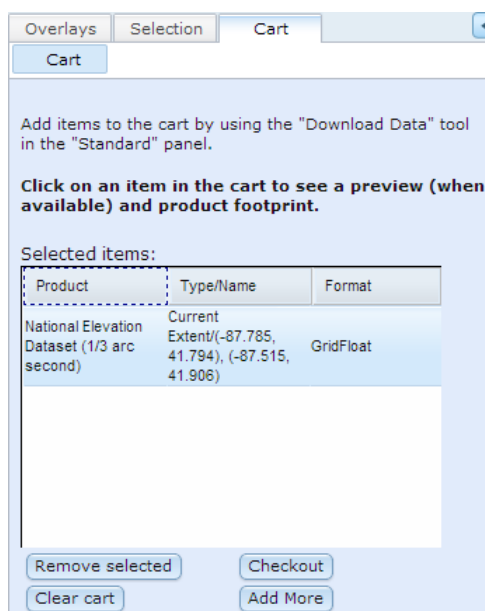 Overlays Selection Cart
Cart
Add items to the cart by using the "Download Data" tool
in the "Standard" panel.
Click on an item in the cart to see a preview (when
available) and product footprint.
Selected items:
Product Type/Name Format
National Elevation
Dataset (1/3 arc
second)
Current
Extent/(-87.785,
41.794), (-87.515,
41.906)
GridFloat
Remove selected Checkout
Clear cart Add More